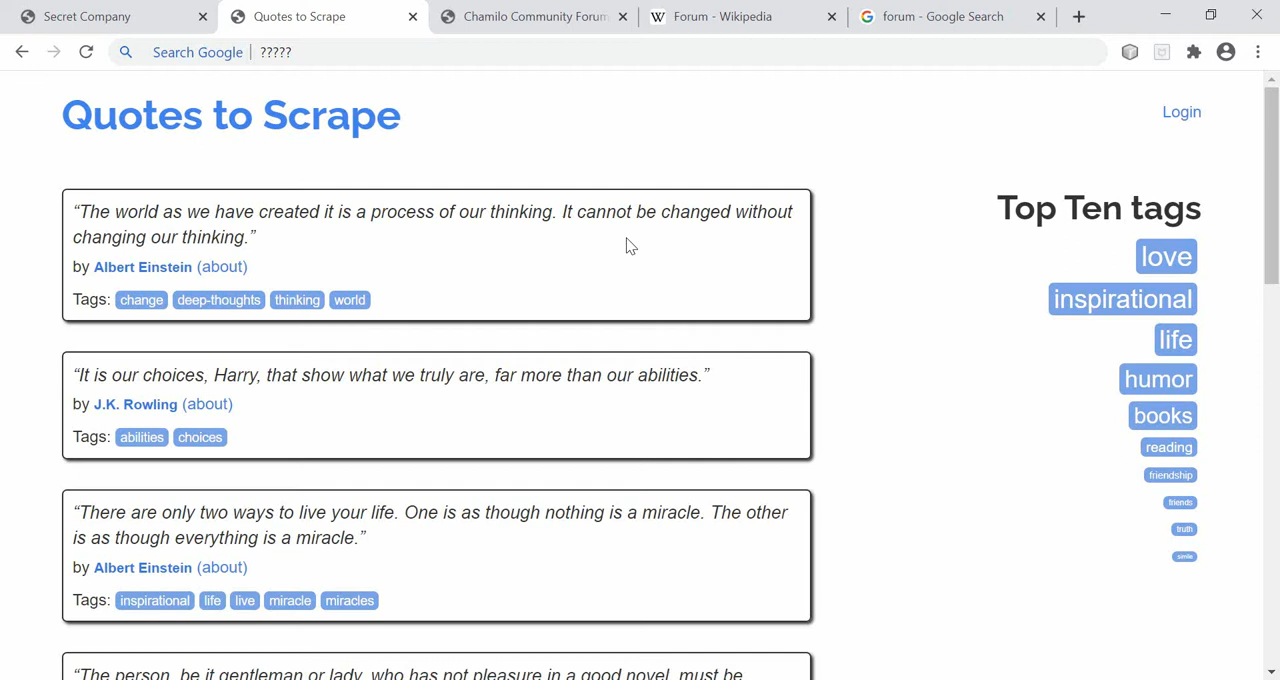 Secret Company
Quotes to Scrape
Chamilo Community Forum
Forum - Wikipedia
forum - Google Search
Search Google | ?????
Quotes to Scrape
Login
“The world as we have created it is a process of our thinking. It cannot be changed without
changing our thinking.”
by Albert Einstein (about)
Tags: change deep-thoughts thinking world
“It is our choices, Harry, that show what we truly are, far more than our abilities.”
by J.K. Rowling (about)
Tags: abilities choices
“There are only two ways to live your life. One is as though nothing is a miracle. The other
is as though everything is a miracle.”
by Albert Einstein (about)
Tags: inspirational life live miracle miracles
“The person, be it gentleman or lady, who has not pleasure in a good novel, must be
Top Ten tags
love
inspirational
life
humor
books
reading
friendship
friends
truth
simile